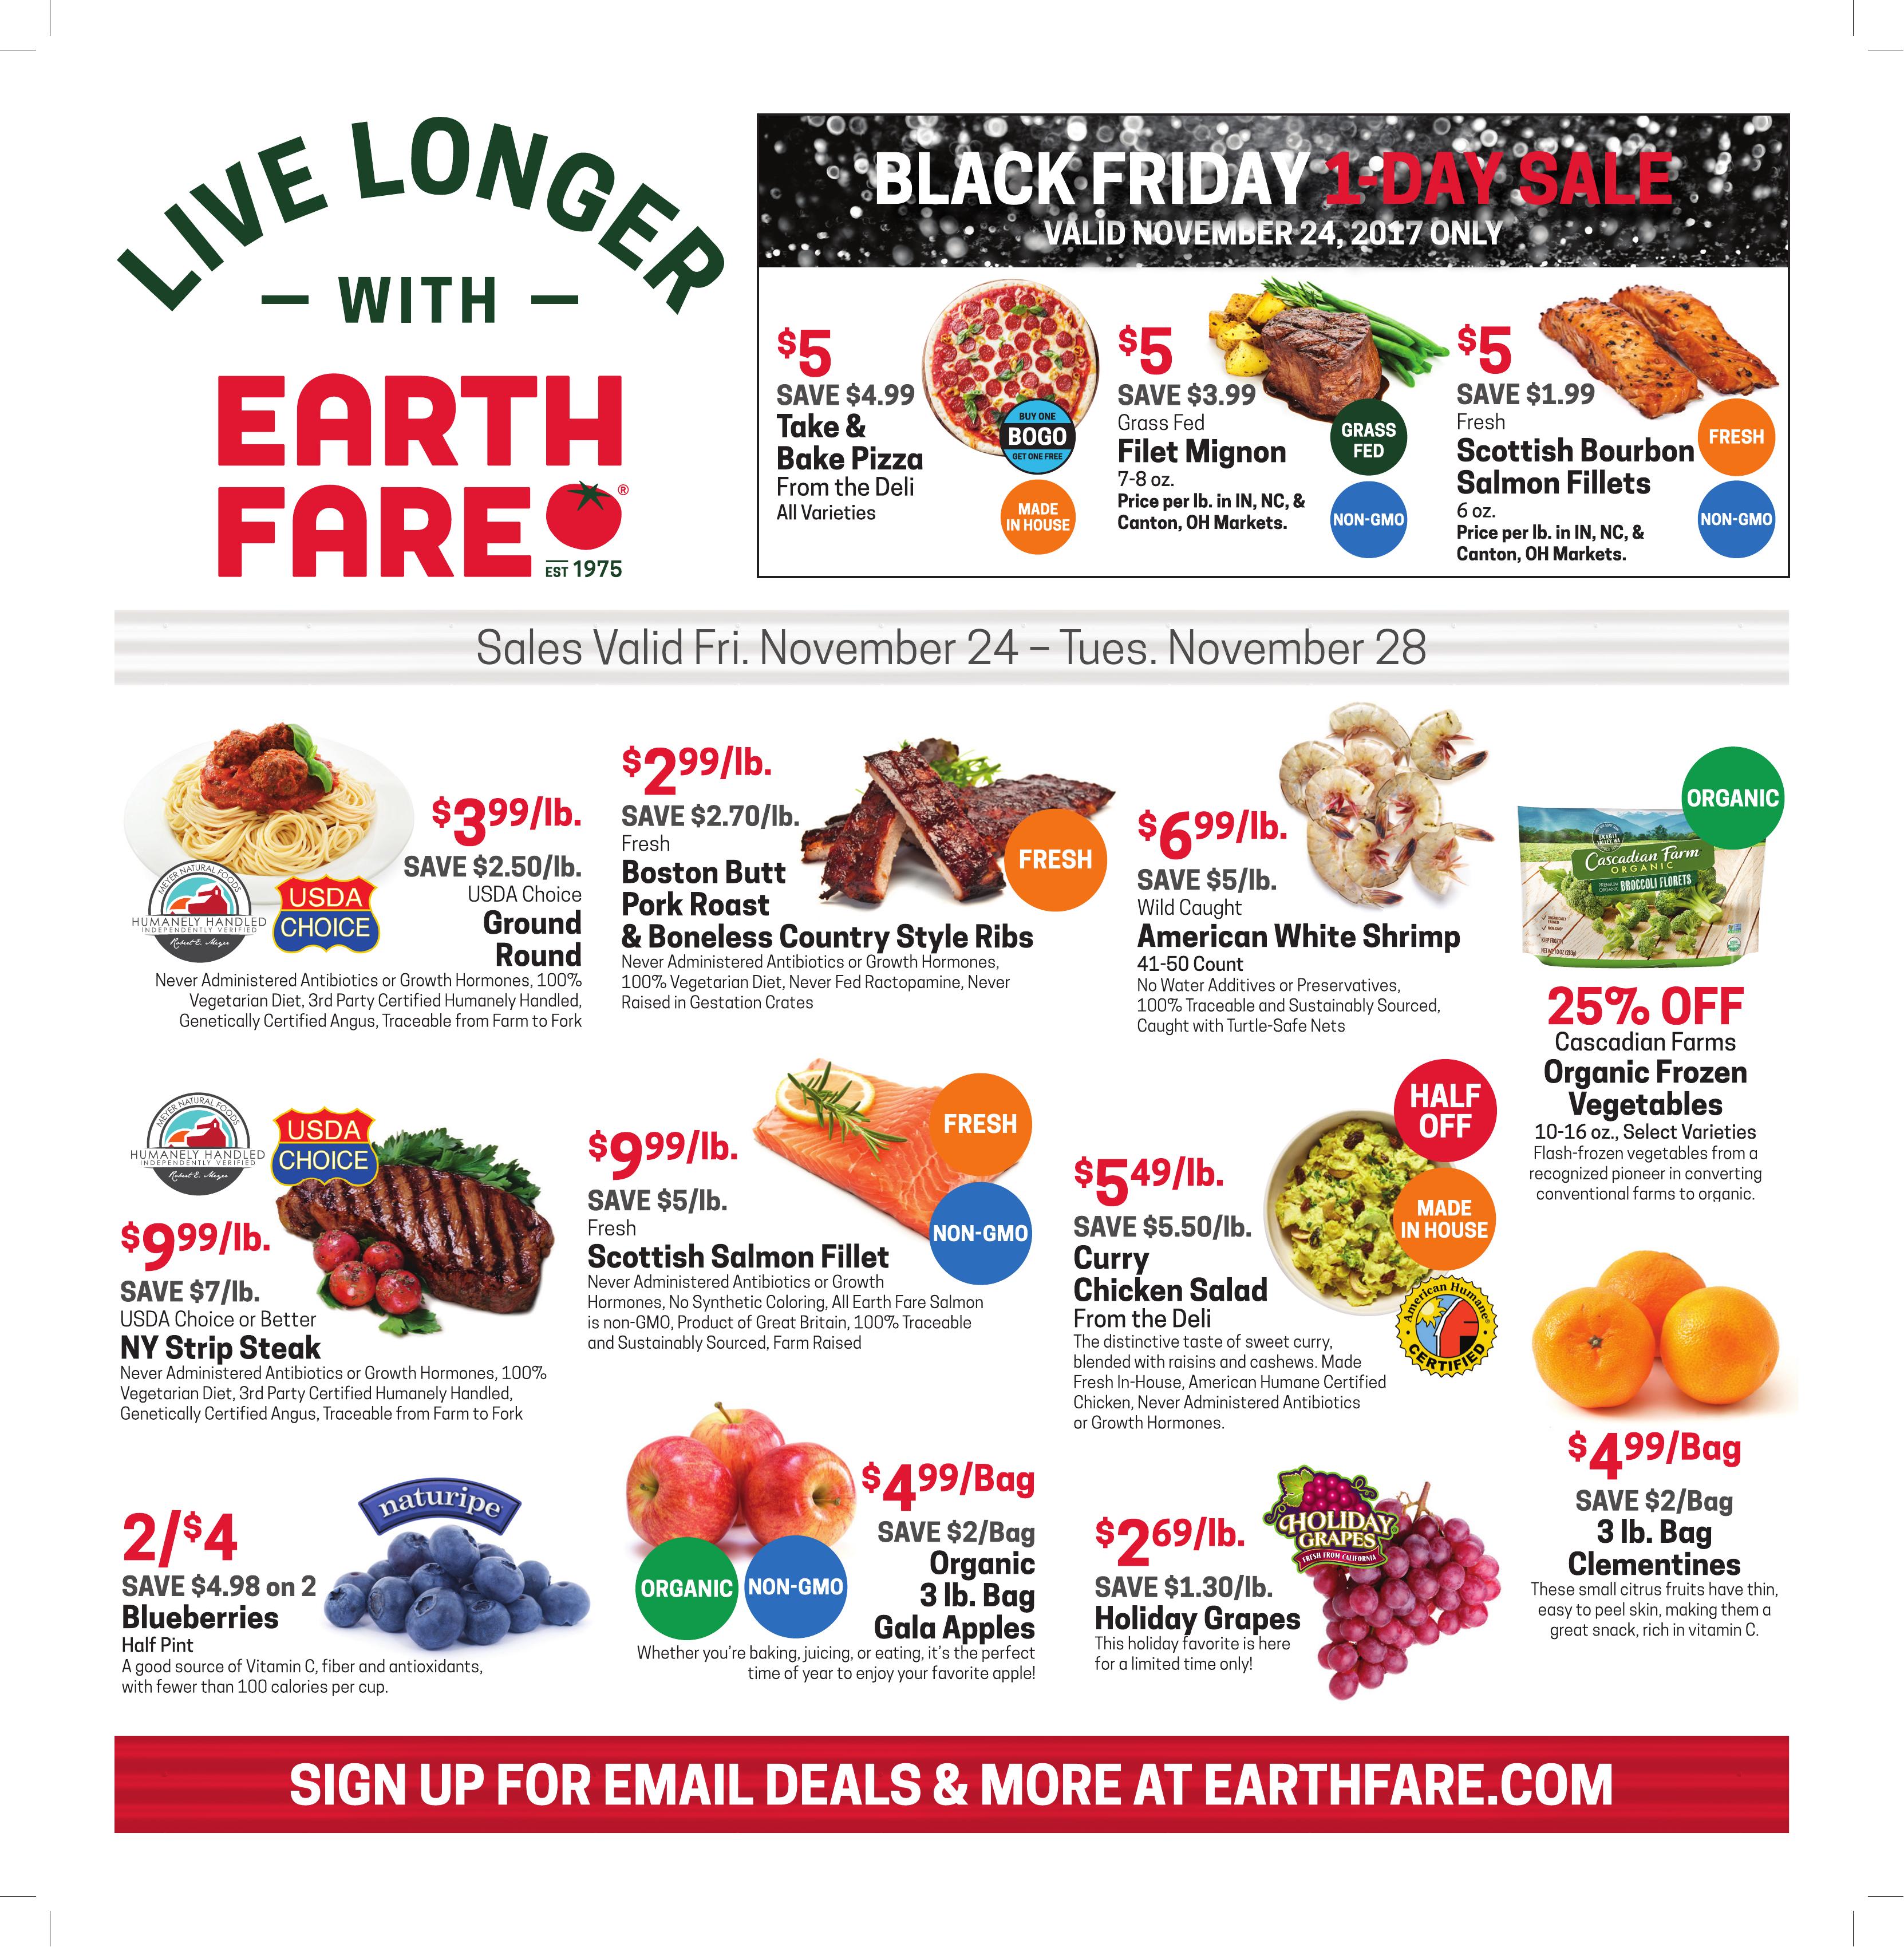 LIVE LONGER
WITH
EARTH
FARE®
EST 1975
BLACK FRIDAY 1-DAY SALE
VALID NOVEMBER 24, 2017 ONLY
$5
SAVE $4.99
Take &
Bake Pizza
From the Deli
All Varieties
BUY ONE
BOGO
GET ONE FREE
MADE
IN HOUSE
$5
SAVE $3.99
Grass Fed
Filet Mignon
7-8 oz.
Price per lb. in IN, NC, &
Canton, OH Markets.
GRASS
FED
NON-GMO
$5
SAVE $1.99
Fresh
Scottish Bourbon
Salmon Fillets
6 oz.
Price per lb. in IN, NC, &
Canton, OH Markets.
FRESH
NON-GMO
Sales Valid Fri. November 24 – Tues. November 28
$3 99/lb.
SAVE $2.50/lb.
USDA Choice
Ground
Round
MEYER NATURAL FOODS
HUMANELY HANDLED
INDEPENDENTLY VERIFIED
Robert E. Meyer
USDA
CHOICE
Never Administered Antibiotics or Growth Hormones, 100%
Vegetarian Diet, 3rd Party Certified Humanely Handled,
Genetically Certified Angus, Traceable from Farm to Fork
$2 99/lb.
SAVE $2.70/lb.
Fresh
Boston Butt
Pork Roast
& Boneless Country Style Ribs
Never Administered Antibiotics or Growth Hormones,
100% Vegetarian Diet, Never Fed Ractopamine, Never
Raised in Gestation Crates
FRESH
$6 99/lb.
SAVE $5/lb.
Wild Caught
American White Shrimp
41-50 Count
No Water Additives or Preservatives,
100% Traceable and Sustainably Sourced,
Caught with Turtle-Safe Nets
ORGANIC
Cascadian Farm
ORGANIC
PREMIUM
ORGANIC
BROCCOLI FLORETS
KEEP FROZEN
25% OFF
Cascadian Farms
Organic Frozen
Vegetables
10-16 oz., Select Varieties
Flash-frozen vegetables from a
recognized pioneer in converting
conventional farms to organic.
MEYER NATURAL FOODS
HUMANELY HANDLED
INDEPENDENTLY VERIFIED
Robert E. Meyer
USDA
CHOICE
$9 99/lb.
SAVE $7/lb.
USDA Choice or Better
NY Strip Steak
Never Administered Antibiotics or Growth Hormones, 100%
Vegetarian Diet, 3rd Party Certified Humanely Handled,
Genetically Certified Angus, Traceable from Farm to Fork
$9 99/lb.
SAVE $5/lb.
Fresh
Scottish Salmon Fillet
Never Administered Antibiotics or Growth
Hormones, No Synthetic Coloring, All Earth Fare Salmon
is non-GMO, Product of Great Britain, 100% Traceable
and Sustainably Sourced, Farm Raised
FRESH
NON-GMO
$5 49/lb.
SAVE $5.50/lb.
Curry
Chicken Salad
From the Deli
The distinctive taste of sweet curry,
blended with raisins and cashews. Made
Fresh In-House, American Humane Certified
Chicken, Never Administered Antibiotics
or Growth Hormones.
HALF
OFF
MADE
IN HOUSE
American Humane®
CERTIFIED
$4 99/Bag
SAVE $2/Bag
3 lb. Bag
Clementines
These small citrus fruits have thin,
easy to peel skin, making them a
great snack, rich in vitamin C.
2/$4
SAVE $4.98 on 2
Blueberries
Half Pint
A good source of Vitamin C, fiber and antioxidants,
with fewer than 100 calories per cup.
naturipe
$4 99/Bag
SAVE $2/Bag
Organic
3 lb. Bag
Gala Apples
Whether you're baking, juicing, or eating, it's the perfect
time of year to enjoy your favorite apple!
ORGANIC
NON-GMO
$2 69/lb.
SAVE $1.30/lb.
Holiday Grapes
This holiday favorite is here
for a limited time only!
HOLIDAY
GRAPES
FRESH FROM CALIFORNIA
SIGN UP FOR EMAIL DEALS & MORE AT EARTHFARE.COM